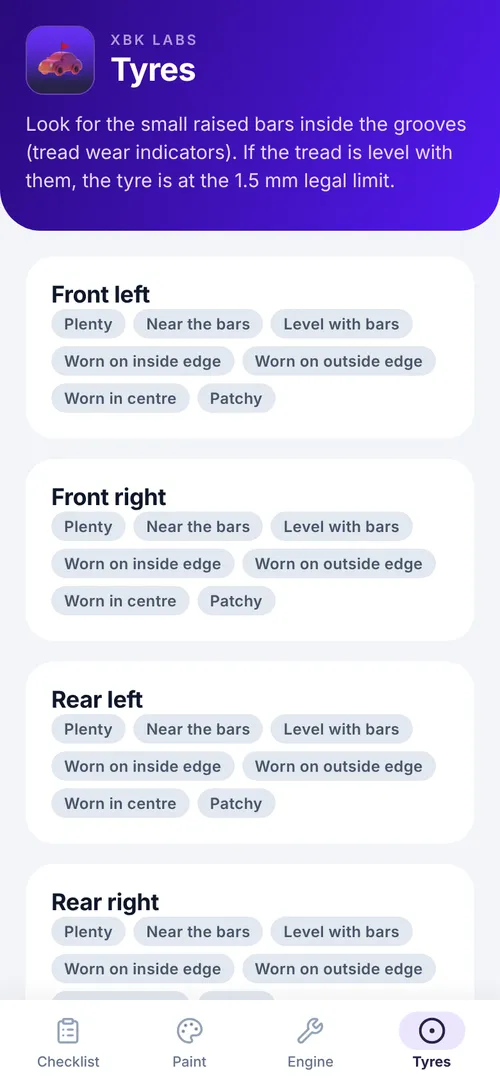 XBK LABS
Tyres
Look for the small raised bars inside the grooves
(tread wear indicators). If the tread is level with
them, the tyre is at the 1.5 mm legal limit.
Front left
Plenty Near the bars Level with bars
Worn on inside edge Worn on outside edge
Worn in centre Patchy
Front right
Plenty Near the bars Level with bars
Worn on inside edge Worn on outside edge
Worn in centre Patchy
Rear left
Plenty Near the bars Level with bars
Worn on inside edge Worn on outside edge
Worn in centre Patchy
Rear right
Plenty Near the bars Level with bars
Worn on inside edge Worn on outside edge
Checklist Paint Engine Tyres